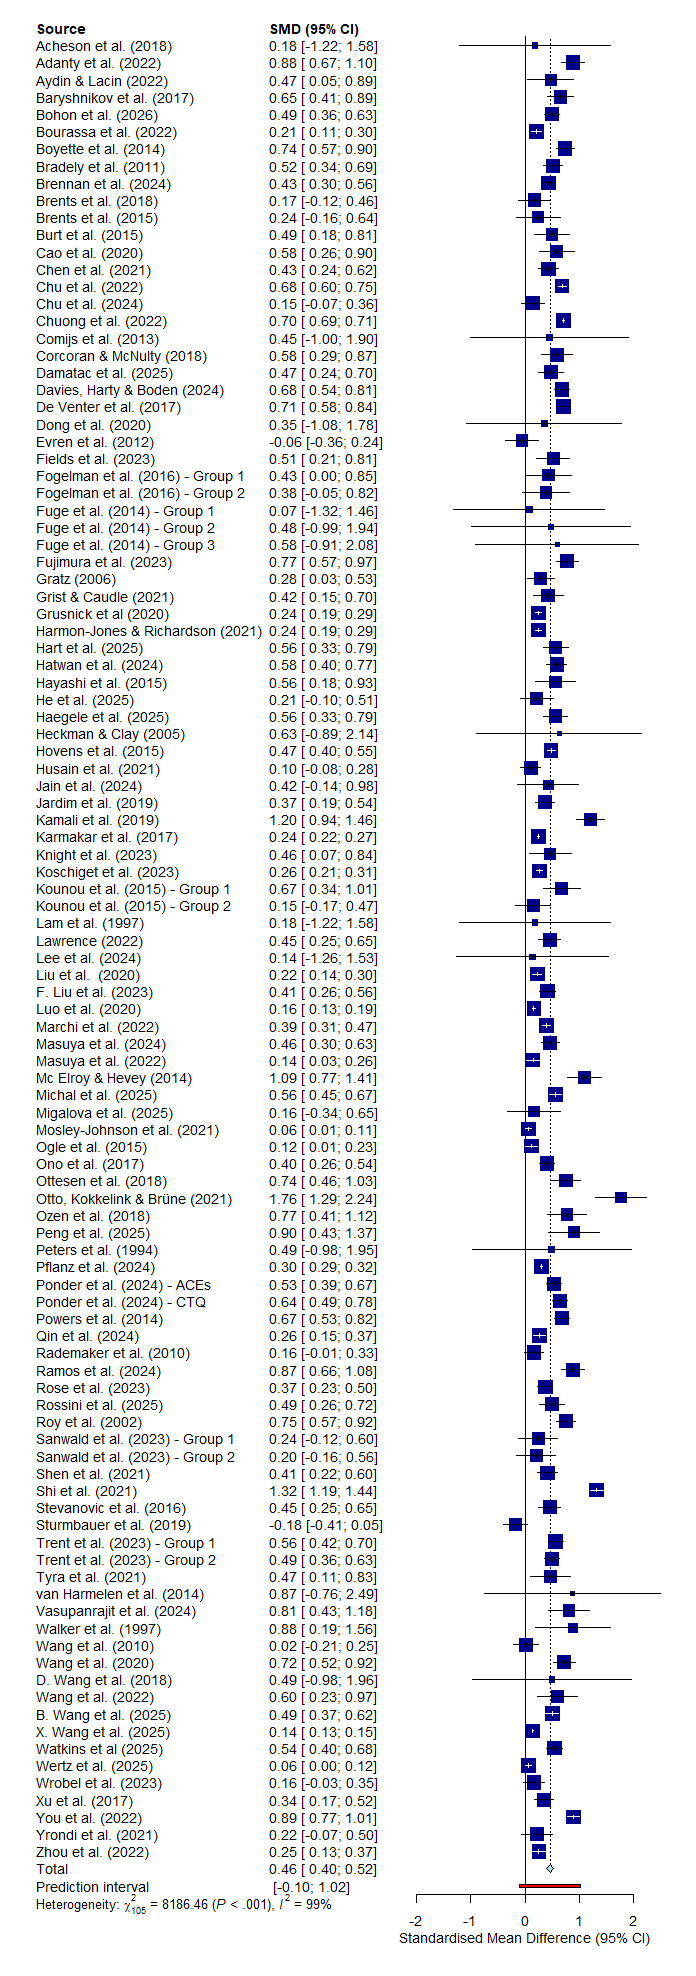 Source SMD (95% CI)
Acheson et al. (2018) 0.18 [-1.22; 1.58]
Adanty et al. (2022) 0.88 [ 0.67; 1.10]
Aydin & Lacin (2022) 0.47 [ 0.05; 0.89]
Baryshnikov et al. (2017) 0.65 [ 0.41; 0.89]
Bohon et al. (2026) 0.49 [ 0.36; 0.63]
Bourassa et al. (2022) 0.21 [ 0.11; 0.30]
Boyette et al. (2014) 0.74 [ 0.57; 0.90]
Bradely et al. (2011) 0.52 [ 0.34; 0.69]
Brennan et al. (2024) 0.43 [ 0.30; 0.56]
Brents et al. (2018) 0.17 [-0.12; 0.46]
Brents et al. (2015) 0.24 [-0.16; 0.64]
Burt et al. (2015) 0.49 [ 0.18; 0.81]
Cao et al. (2020) 0.58 [ 0.26; 0.90]
Chen et al. (2021) 0.43 [ 0.24; 0.62]
Chu et al. (2022) 0.68 [ 0.60; 0.75]
Chu et al. (2024) 0.15 [-0.07; 0.36]
Chuong et al. (2022) 0.70 [ 0.69; 0.71]
Comijs et al. (2013) 0.45 [-1.00; 1.90]
Corcoran & McNulty (2018) 0.58 [ 0.29; 0.87]
Damatac et al. (2025) 0.47 [ 0.24; 0.70]
Davies, Harty & Boden (2024) 0.68 [ 0.54; 0.81]
De Venter et al. (2017) 0.71 [ 0.58; 0.84]
Dong et al. (2020) 0.35 [-1.08; 1.78]
Evren et al. (2012) -0.06 [-0.36; 0.24]
Fields et al. (2023) 0.51 [ 0.21; 0.81]
Fogelman et al. (2016) - Group 1 0.43 [ 0.00; 0.85]
Fogelman et al. (2016) - Group 2 0.38 [-0.05; 0.82]
Fuge et al. (2014) - Group 1 0.07 [-1.32; 1.46]
Fuge et al. (2014) - Group 2 0.48 [-0.99; 1.94]
Fuge et al. (2014) - Group 3 0.58 [-0.91; 2.08]
Fujimura et al. (2023) 0.77 [ 0.57; 0.97]
Gratz (2006) 0.28 [ 0.03; 0.53]
Grist & Caudle (2021) 0.42 [ 0.15; 0.70]
Grusnick et al (2020) 0.24 [ 0.19; 0.29]
Harmon-Jones & Richardson (2021) 0.24 [ 0.19; 0.29]
Hart et al. (2025) 0.56 [ 0.33; 0.79]
Hatwan et al. (2024) 0.58 [ 0.40; 0.77]
Hayashi et al. (2015) 0.56 [ 0.18; 0.93]
He et al. (2025) 0.21 [-0.10; 0.51]
Haegele et al. (2025) 0.56 [ 0.33; 0.79]
Heckman & Clay (2005) 0.63 [-0.89; 2.14]
Hovens et al. (2015) 0.47 [ 0.40; 0.55]
Husain et al. (2021) 0.10 [-0.08; 0.28]
Jain et al. (2024) 0.42 [-0.14; 0.98]
Jardim et al. (2019) 0.37 [ 0.19; 0.54]
Kamali et al. (2019) 1.20 [ 0.94; 1.46]
Karmakar et al. (2017) 0.24 [ 0.22; 0.27]
Knight et al. (2023) 0.46 [ 0.07; 0.84]
Koschiget et al. (2023) 0.26 [ 0.21; 0.31]
Kounou et al. (2015) - Group 1 0.67 [ 0.34; 1.01]
Kounou et al. (2015) - Group 2 0.15 [-0.17; 0.47]
Lam et al. (1997) 0.18 [-1.22; 1.58]
Lawrence (2022) 0.45 [ 0.25; 0.65]
Lee et al. (2024) 0.14 [-1.26; 1.53]
Liu et al. (2020) 0.22 [ 0.14; 0.30]
F. Liu et al. (2023) 0.41 [ 0.26; 0.56]
Luo et al. (2020) 0.16 [ 0.13; 0.19]
Marchi et al. (2022) 0.39 [ 0.31; 0.47]
Masuya et al. (2024) 0.46 [ 0.30; 0.63]
Masuya et al. (2022) 0.14 [ 0.03; 0.26]
Mc Elroy & Hevey (2014) 1.09 [ 0.77; 1.41]
Michal et al. (2025) 0.56 [ 0.45; 0.67]
Migalova et al. (2025) 0.16 [-0.34; 0.65]
Mosley-Johnson et al. (2021) 0.06 [ 0.01; 0.11]
Ogle et al. (2015) 0.12 [ 0.01; 0.23]
Ono et al. (2017) 0.40 [ 0.26; 0.54]
Ottesen et al. (2018) 0.74 [ 0.46; 1.03]
Otto, Kokkelink & Brüne (2021) 1.76 [ 1.29; 2.24]
Ozen et al. (2018) 0.77 [ 0.41; 1.12]
Peng et al. (2025) 0.90 [ 0.43; 1.37]
Peters et al. (1994) 0.49 [-0.98; 1.95]
Pflanz et al. (2024) 0.30 [ 0.29; 0.32]
Ponder et al. (2024) - ACEs 0.53 [ 0.39; 0.67]
Ponder et al. (2024) - CTQ 0.64 [ 0.49; 0.78]
Powers et al. (2014) 0.67 [ 0.53; 0.82]
Qin et al. (2024) 0.26 [ 0.15; 0.37]
Rademaker et al. (2010) 0.16 [-0.01; 0.33]
Ramos et al. (2024) 0.87 [ 0.66; 1.08]
Rose et al. (2023) 0.37 [ 0.23; 0.50]
Rossini et al. (2025) 0.49 [ 0.26; 0.72]
Roy et al. (2002) 0.75 [ 0.57; 0.92]
Sanwald et al. (2023) - Group 1 0.24 [-0.12; 0.60]
Sanwald et al. (2023) - Group 2 0.20 [-0.16; 0.56]
Shen et al. (2021) 0.41 [ 0.22; 0.60]
Shi et al. (2021) 1.32 [ 1.19; 1.44]
Stevanovic et al. (2016) 0.45 [ 0.25; 0.65]
Sturmbauer et al. (2019) -0.18 [-0.41; 0.05]
Trent et al. (2023) - Group 1 0.56 [ 0.42; 0.70]
Trent et al. (2023) - Group 2 0.49 [ 0.36; 0.63]
Tyra et al. (2021) 0.47 [ 0.11; 0.83]
van Harmelen et al. (2014) 0.87 [-0.76; 2.49]
Vasupanrajit et al. (2024) 0.81 [ 0.43; 1.18]
Walker et al. (1997) 0.88 [ 0.19; 1.56]
Wang et al. (2010) 0.02 [-0.21; 0.25]
Wang et al. (2020) 0.72 [ 0.52; 0.92]
D. Wang et al. (2018) 0.49 [-0.98; 1.96]
Wang et al. (2022) 0.60 [ 0.23; 0.97]
B. Wang et al. (2025) 0.49 [ 0.37; 0.62]
X. Wang et al. (2025) 0.14 [ 0.13; 0.15]
Watkins et al (2025) 0.54 [ 0.40; 0.68]
Wertz et al. (2025) 0.06 [ 0.00; 0.12]
Wrobel et al. (2023) 0.16 [-0.03; 0.35]
Xu et al. (2017) 0.34 [ 0.17; 0.52]
You et al. (2022) 0.89 [ 0.77; 1.01]
Yrondi et al. (2021) 0.22 [-0.07; 0.50]
Zhou et al. (2022) 0.25 [ 0.13; 0.37]
Total 0.46 [ 0.40; 0.52]
Prediction interval [-0.10; 1.02]
Heterogeneity: χ²₁₀₅ = 8186.46 (P < .001), I² = 99%
-2 -1 0 1 2
Standardised Mean Difference (95% CI)